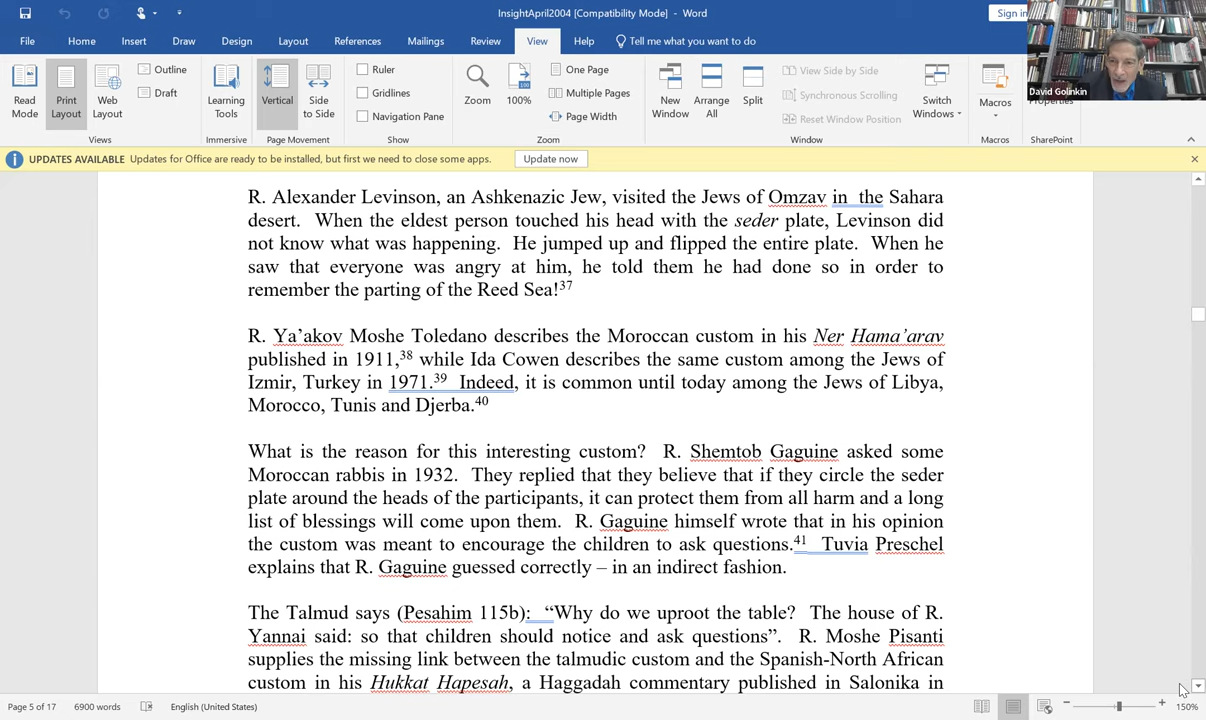 InsightApril2004 [Compatibility Mode] - Word
Sign in
File Home Insert Draw Design Layout References Mailings Review View Help Tell me what you want to do
David Golinkin
Read Mode
Print Layout
Web Layout
Outline
Draft
Views
Learning Tools
Immersive
Vertical
Side to Side
Page Movement
Ruler
Gridlines
Navigation Pane
Show
Zoom
100%
One Page
Multiple Pages
Page Width
Zoom
New Window
Arrange All
Split
View Side by Side
Synchronous Scrolling
Reset Window Position
Switch Windows
Window
Macros
Macros
Properties
SharePoint
UPDATES AVAILABLE Updates for Office are ready to be installed, but first we need to close some apps. Update now
R. Alexander Levinson, an Ashkenazic Jew, visited the Jews of Omzav in the Sahara
desert. When the eldest person touched his head with the seder plate, Levinson did
not know what was happening. He jumped up and flipped the entire plate. When he
saw that everyone was angry at him, he told them he had done so in order to
remember the parting of the Reed Sea!37
R. Ya’akov Moshe Toledano describes the Moroccan custom in his Ner Hama’arav
published in 1911,38 while Ida Cowen describes the same custom among the Jews of
Izmir, Turkey in 1971.39 Indeed, it is common until today among the Jews of Libya,
Morocco, Tunis and Djerba.40
What is the reason for this interesting custom? R. Shemtob Gaguine asked some
Moroccan rabbis in 1932. They replied that they believe that if they circle the seder
plate around the heads of the participants, it can protect them from all harm and a long
list of blessings will come upon them. R. Gaguine himself wrote that in his opinion
the custom was meant to encourage the children to ask questions.41 Tuvia Preschel
explains that R. Gaguine guessed correctly – in an indirect fashion.
The Talmud says (Pesahim 115b): “Why do we uproot the table? The house of R.
Yannai said: so that children should notice and ask questions”. R. Moshe Pisanti
supplies the missing link between the talmudic custom and the Spanish-North African
custom in his Hukkat Hapesah, a Haggadah commentary published in Salonika in
Page 5 of 17 6900 words English (United States) 150%